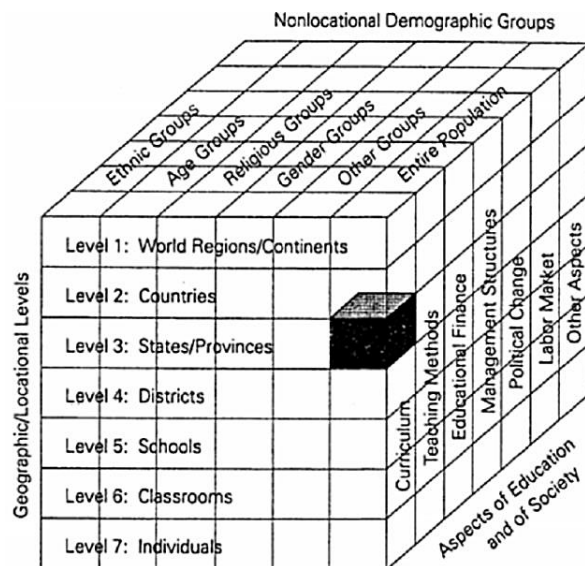 Nonlocational Demographic Groups
Ethnic Groups
Age Groups
Religious Groups
Gender Groups
Other Groups
Entire Population
Geographic/Locational Levels
Level 1: World Regions/Continents
Level 2: Countries
Level 3: States/Provinces
Level 4: Districts
Level 5: Schools
Level 6: Classrooms
Level 7: Individuals
Curriculum
Teaching Methods
Educational Finance
Management Structures
Political Change
Labor Market
Other Aspects
Aspects of Education
and of Society